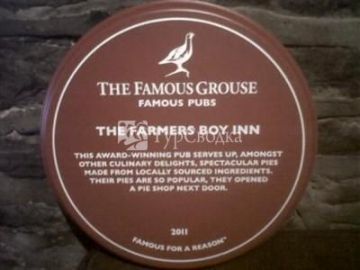 THE FAMOUS GROUSE
FAMOUS PUBS
THE FARMERS BOY INN
ТурСводка
THIS AWARD-WINNING PUB SERVES UP, AMONGST
OTHER CULINARY DELIGHTS, SPECTACULAR PIES
MADE FROM LOCALLY SOURCED INGREDIENTS.
THEIR PIES ARE SO POPULAR, THEY OPENED
A PIE SHOP NEXT DOOR.
2011
FAMOUS FOR A REASON™